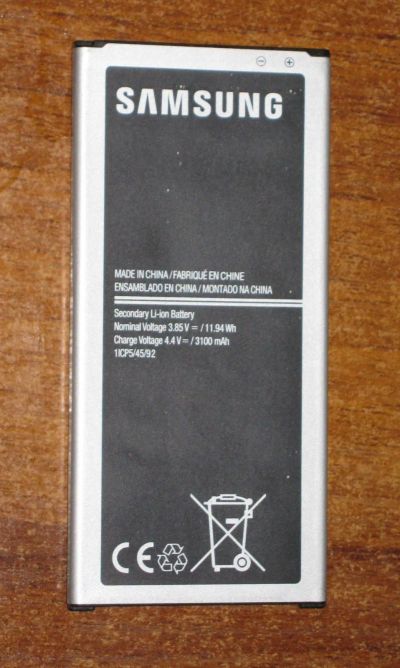 SAMSUNG
MADE IN CHINA / FABRIQUÉ EN CHINE
ENSAMBLADO EN CHINA / MONTADO NA CHINA
Secondary Li-ion Battery
Nominal Voltage 3.85 V ⎓ / 11.94 Wh
Charge Voltage 4.4 V ⎓ / 3100 mAh
1ICP5/45/92
CE